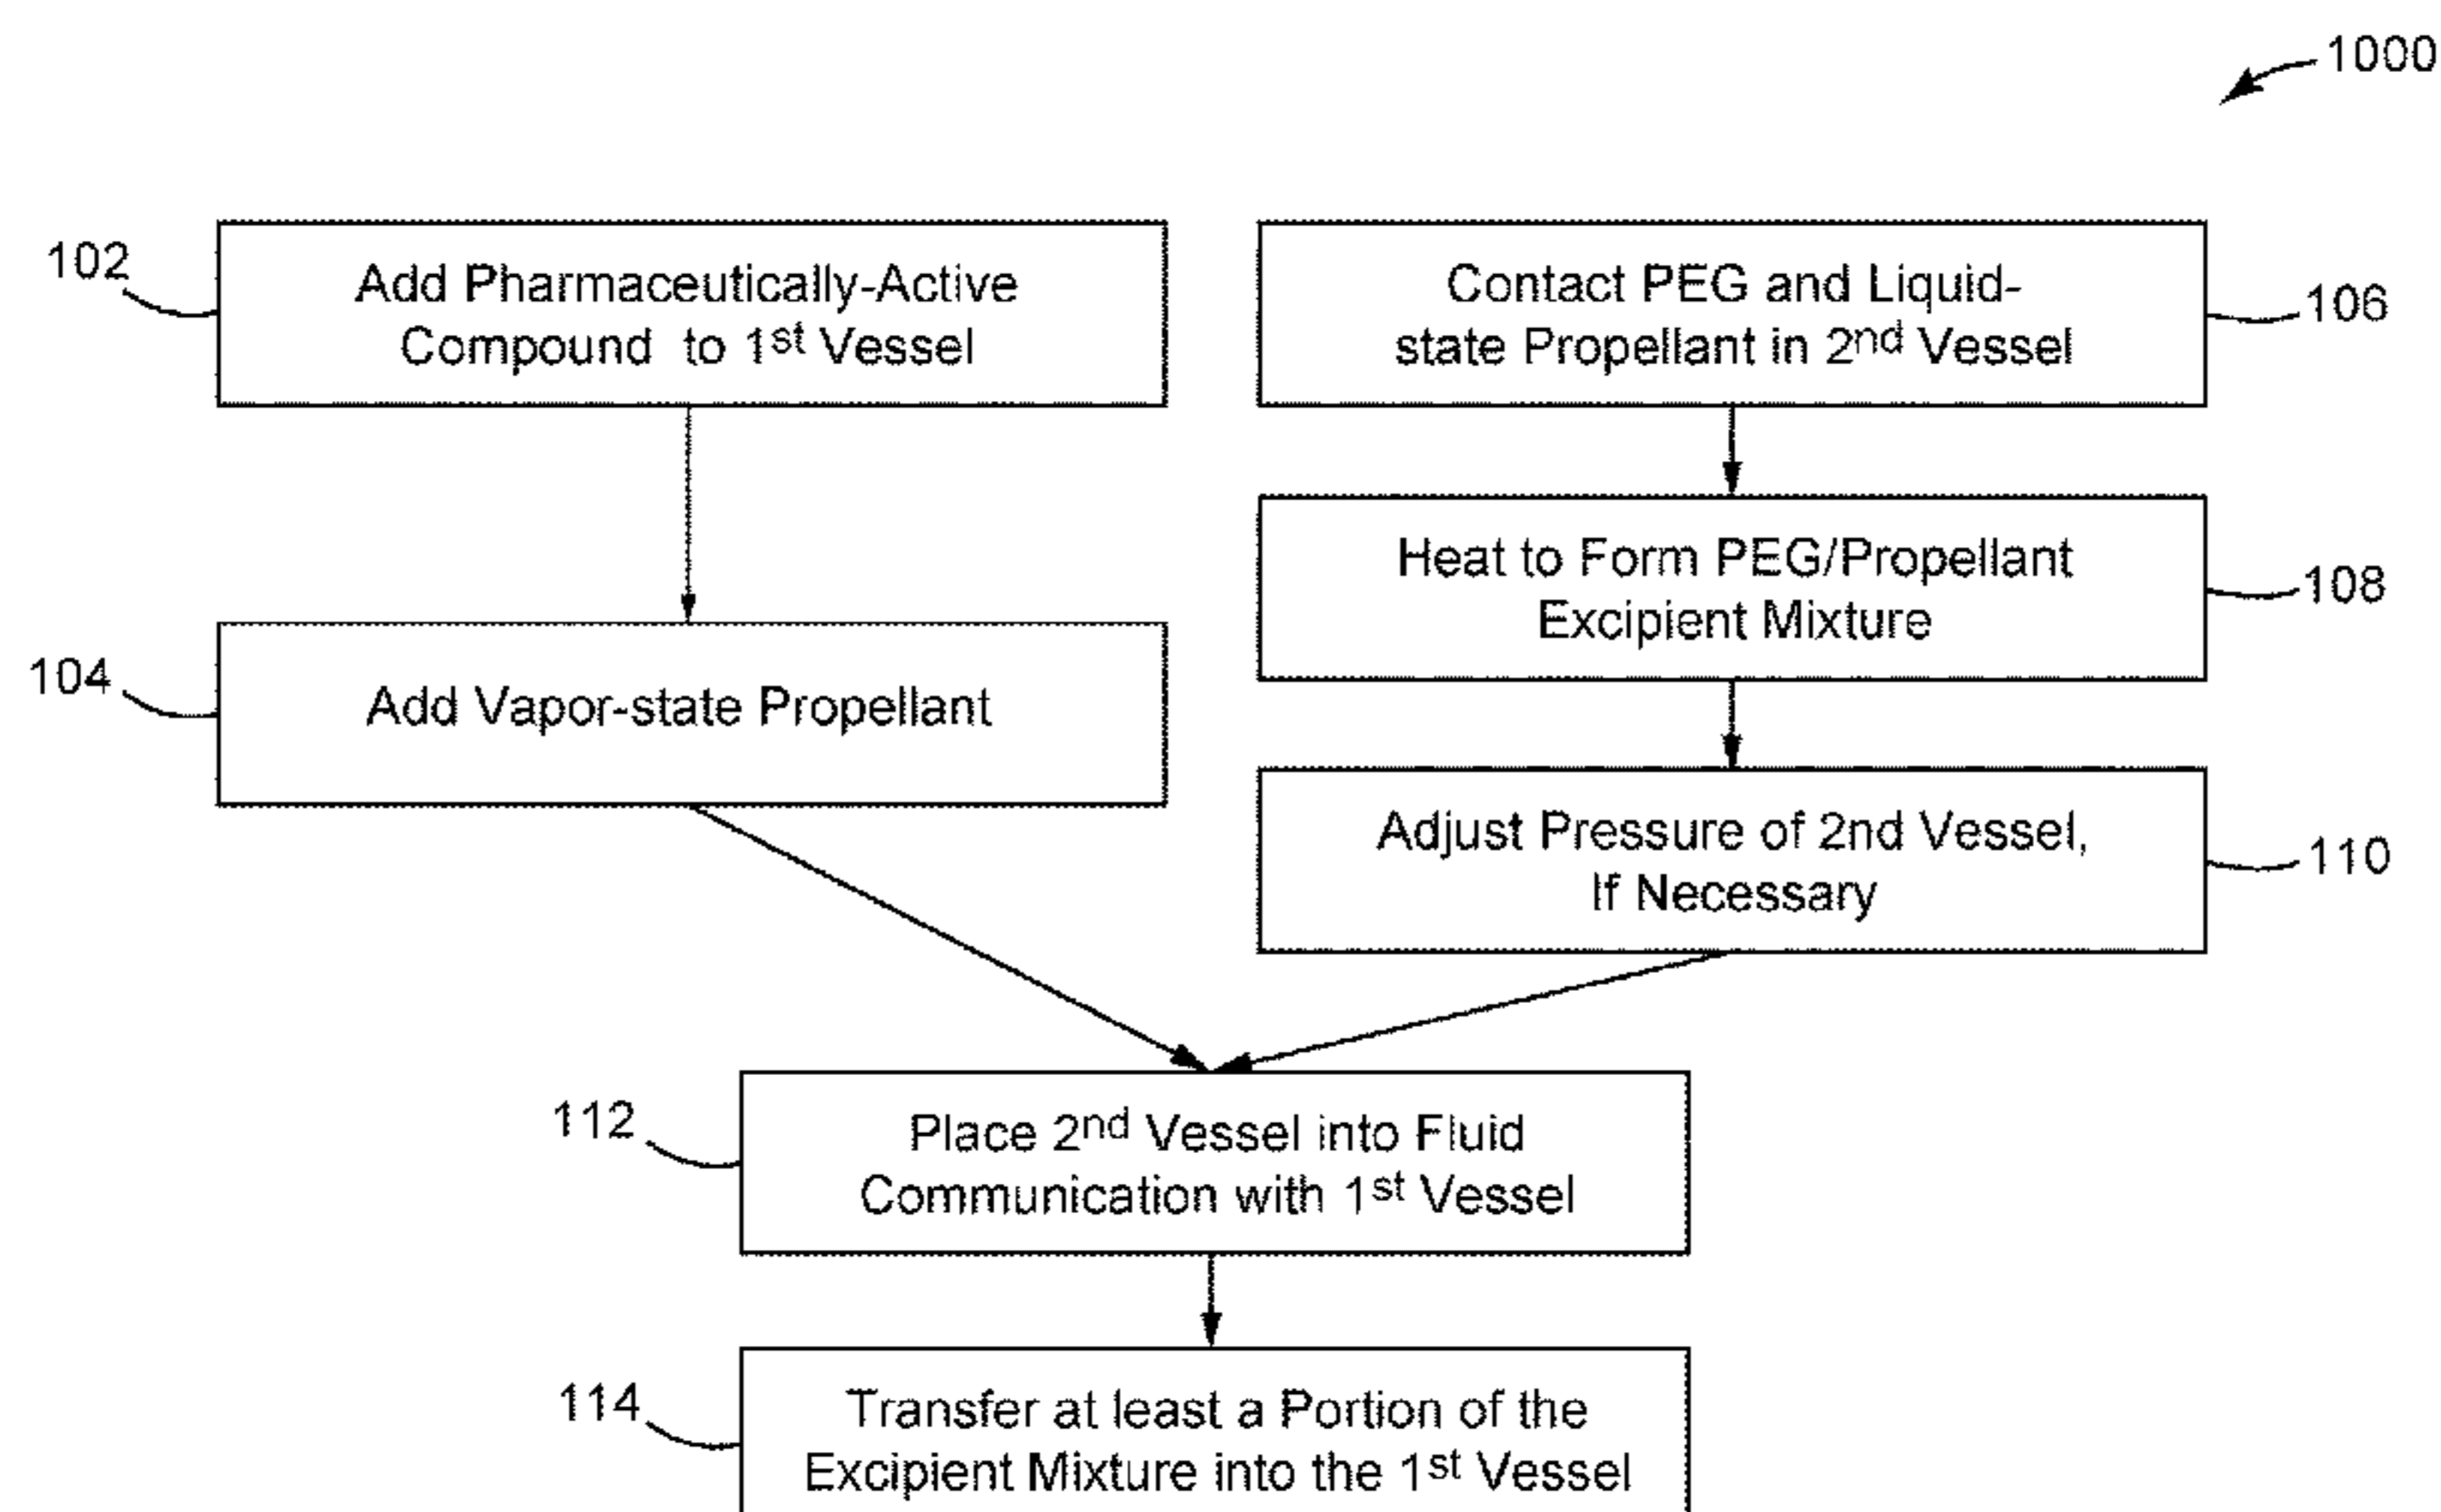 1000
102
Add Pharmaceutically-Active
Compound to 1st Vessel
Contact PEG and Liquid-
state Propellant in 2nd Vessel
106
Heat to Form PEG/Propellant
Excipient Mixture
108
104
Add Vapor-state Propellant
Adjust Pressure of 2nd Vessel,
If Necessary
110
112
Place 2nd Vessel into Fluid
Communication with 1st Vessel
114
Transfer at least a Portion of the
Excipient Mixture into the 1st Vessel